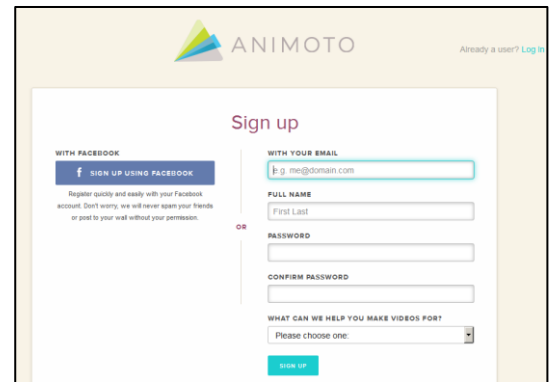 ANIMOTO
Already a user? Log in
Sign up
WITH FACEBOOK
f SIGN UP USING FACEBOOK
Register quickly and easily with your Facebook
account. Don't worry, we will never spam your friends
or post to your wall without your permission.
OR
WITH YOUR EMAIL
e.g. me@domain.com
FULL NAME
First Last
PASSWORD
CONFIRM PASSWORD
WHAT CAN WE HELP YOU MAKE VIDEOS FOR?
Please choose one:
SIGN UP